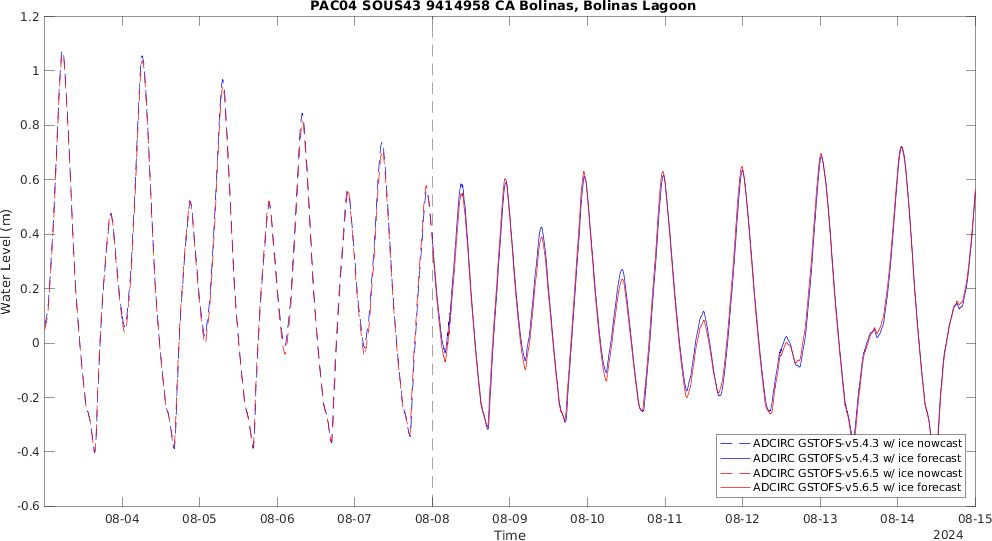 PAC04 SOUS43 9414958 CA Bolinas, Bolinas Lagoon
1.2
1
0.8
0.6
0.4
0.2
0
-0.2
-0.4
-0.6
Water Level (m)
ADCIRC GSTOFS-v5.4.3 w/ ice nowcast
ADCIRC GSTOFS-v5.4.3 w/ ice forecast
ADCIRC GSTOFS-v5.6.5 w/ ice nowcast
ADCIRC GSTOFS-v5.6.5 w/ ice forecast
08-04 08-05 08-06 08-07 08-08 08-09 08-10 08-11 08-12 08-13 08-14 08-15
Time
2024